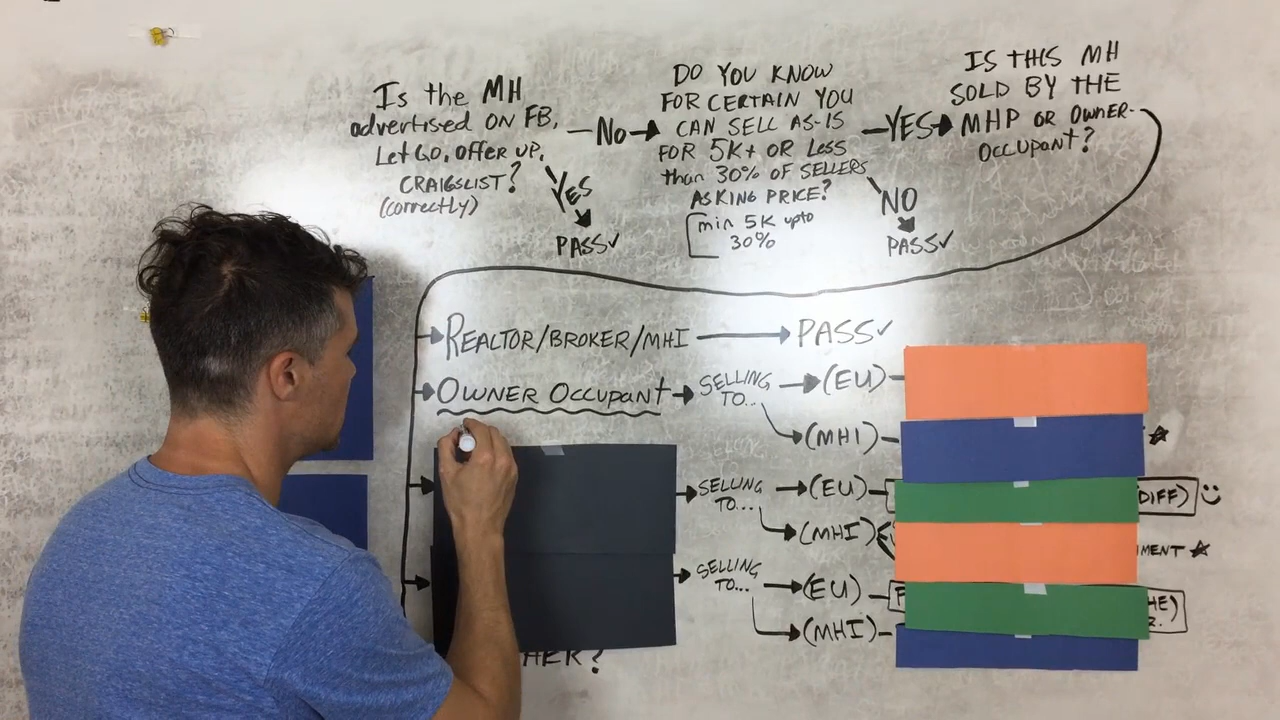 Is the MH
advertised ON FB,
Let Go, OFFER UP,
CRAIGSLIST?
(correctly)
No
YES
PASS✓
DO YOU KNOW
FOR CERTAIN YOU
CAN SELL AS-IS
FOR 5K+ OR Less
than 30% OF SELLERS
ASKING PRICE?
min 5K upto
30%
YES
NO
PASS✓
IS THIS MH
SOLD BY THE
MHP OR OWNER-
OCCUPANT?
REALTOR/BROKER/MHI
PASS✓
OWNER OCCUPANT
SELLING
TO...
(EU)
(MHI)
SELLING
TO...
(EU)
DIFF)
(MHI)
MENT
SELLING
TO...
(EU)
HE)
R.
(MHI)
HER?